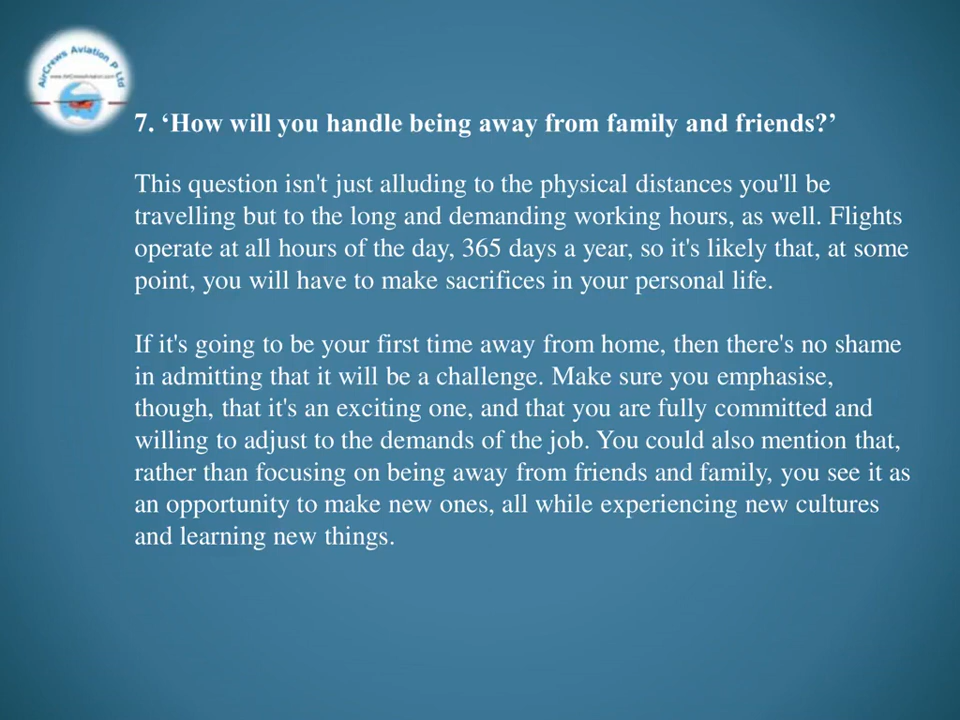 AirCrews Aviation P Ltd
www.AirCrewsAviation.com
7. ‘How will you handle being away from family and friends?’
This question isn't just alluding to the physical distances you'll be
travelling but to the long and demanding working hours, as well. Flights
operate at all hours of the day, 365 days a year, so it's likely that, at some
point, you will have to make sacrifices in your personal life.
If it's going to be your first time away from home, then there's no shame
in admitting that it will be a challenge. Make sure you emphasise,
though, that it's an exciting one, and that you are fully committed and
willing to adjust to the demands of the job. You could also mention that,
rather than focusing on being away from friends and family, you see it as
an opportunity to make new ones, all while experiencing new cultures
and learning new things.